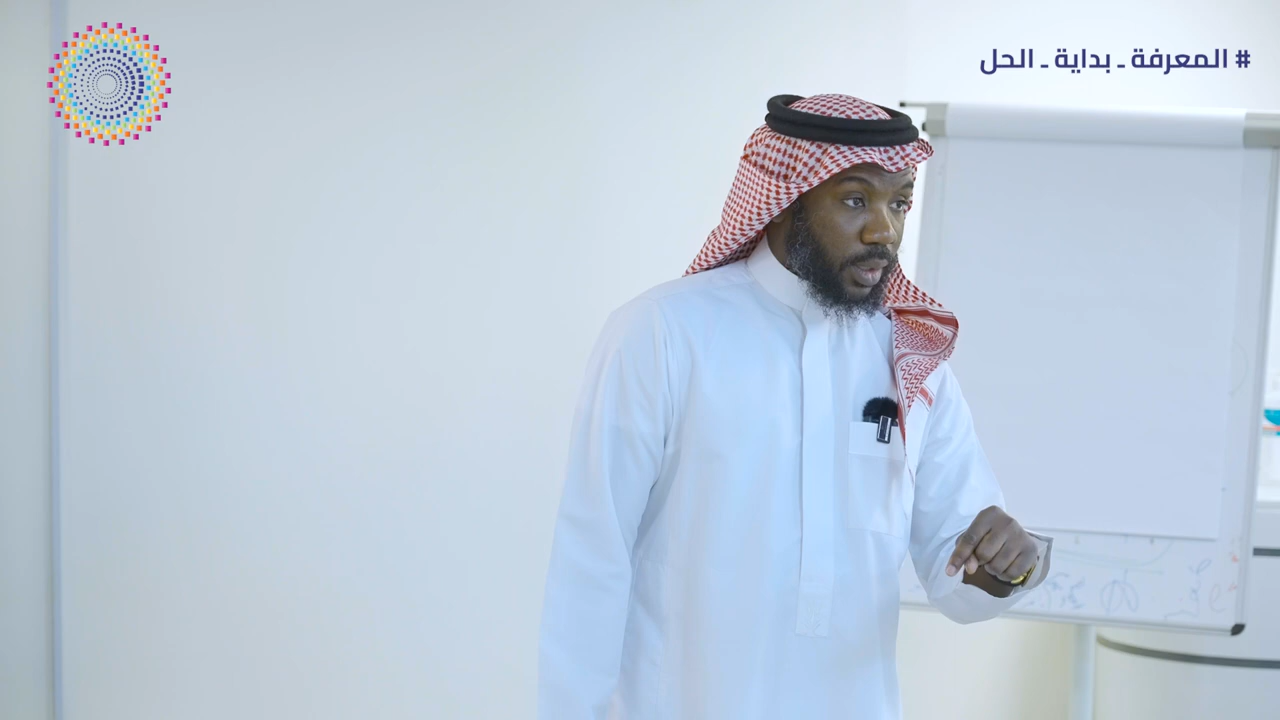 # المعرفة ـ بداية ـ الحل